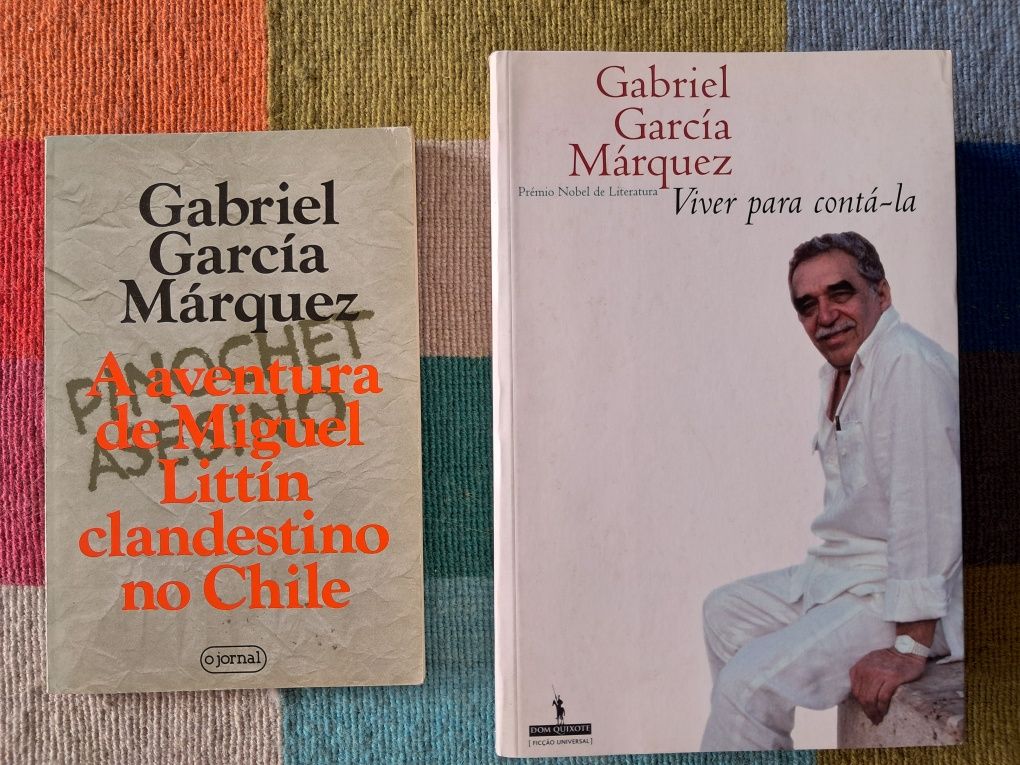 Gabriel
García
Márquez
PINOCHET
ASESINO
A aventura
de Miguel
Littín
clandestino
no Chile
o jornal
Gabriel
García
Márquez
Prémio Nobel de Literatura
Viver para contá-la
DOM QUIXOTE
[ FICÇÃO UNIVERSAL ]